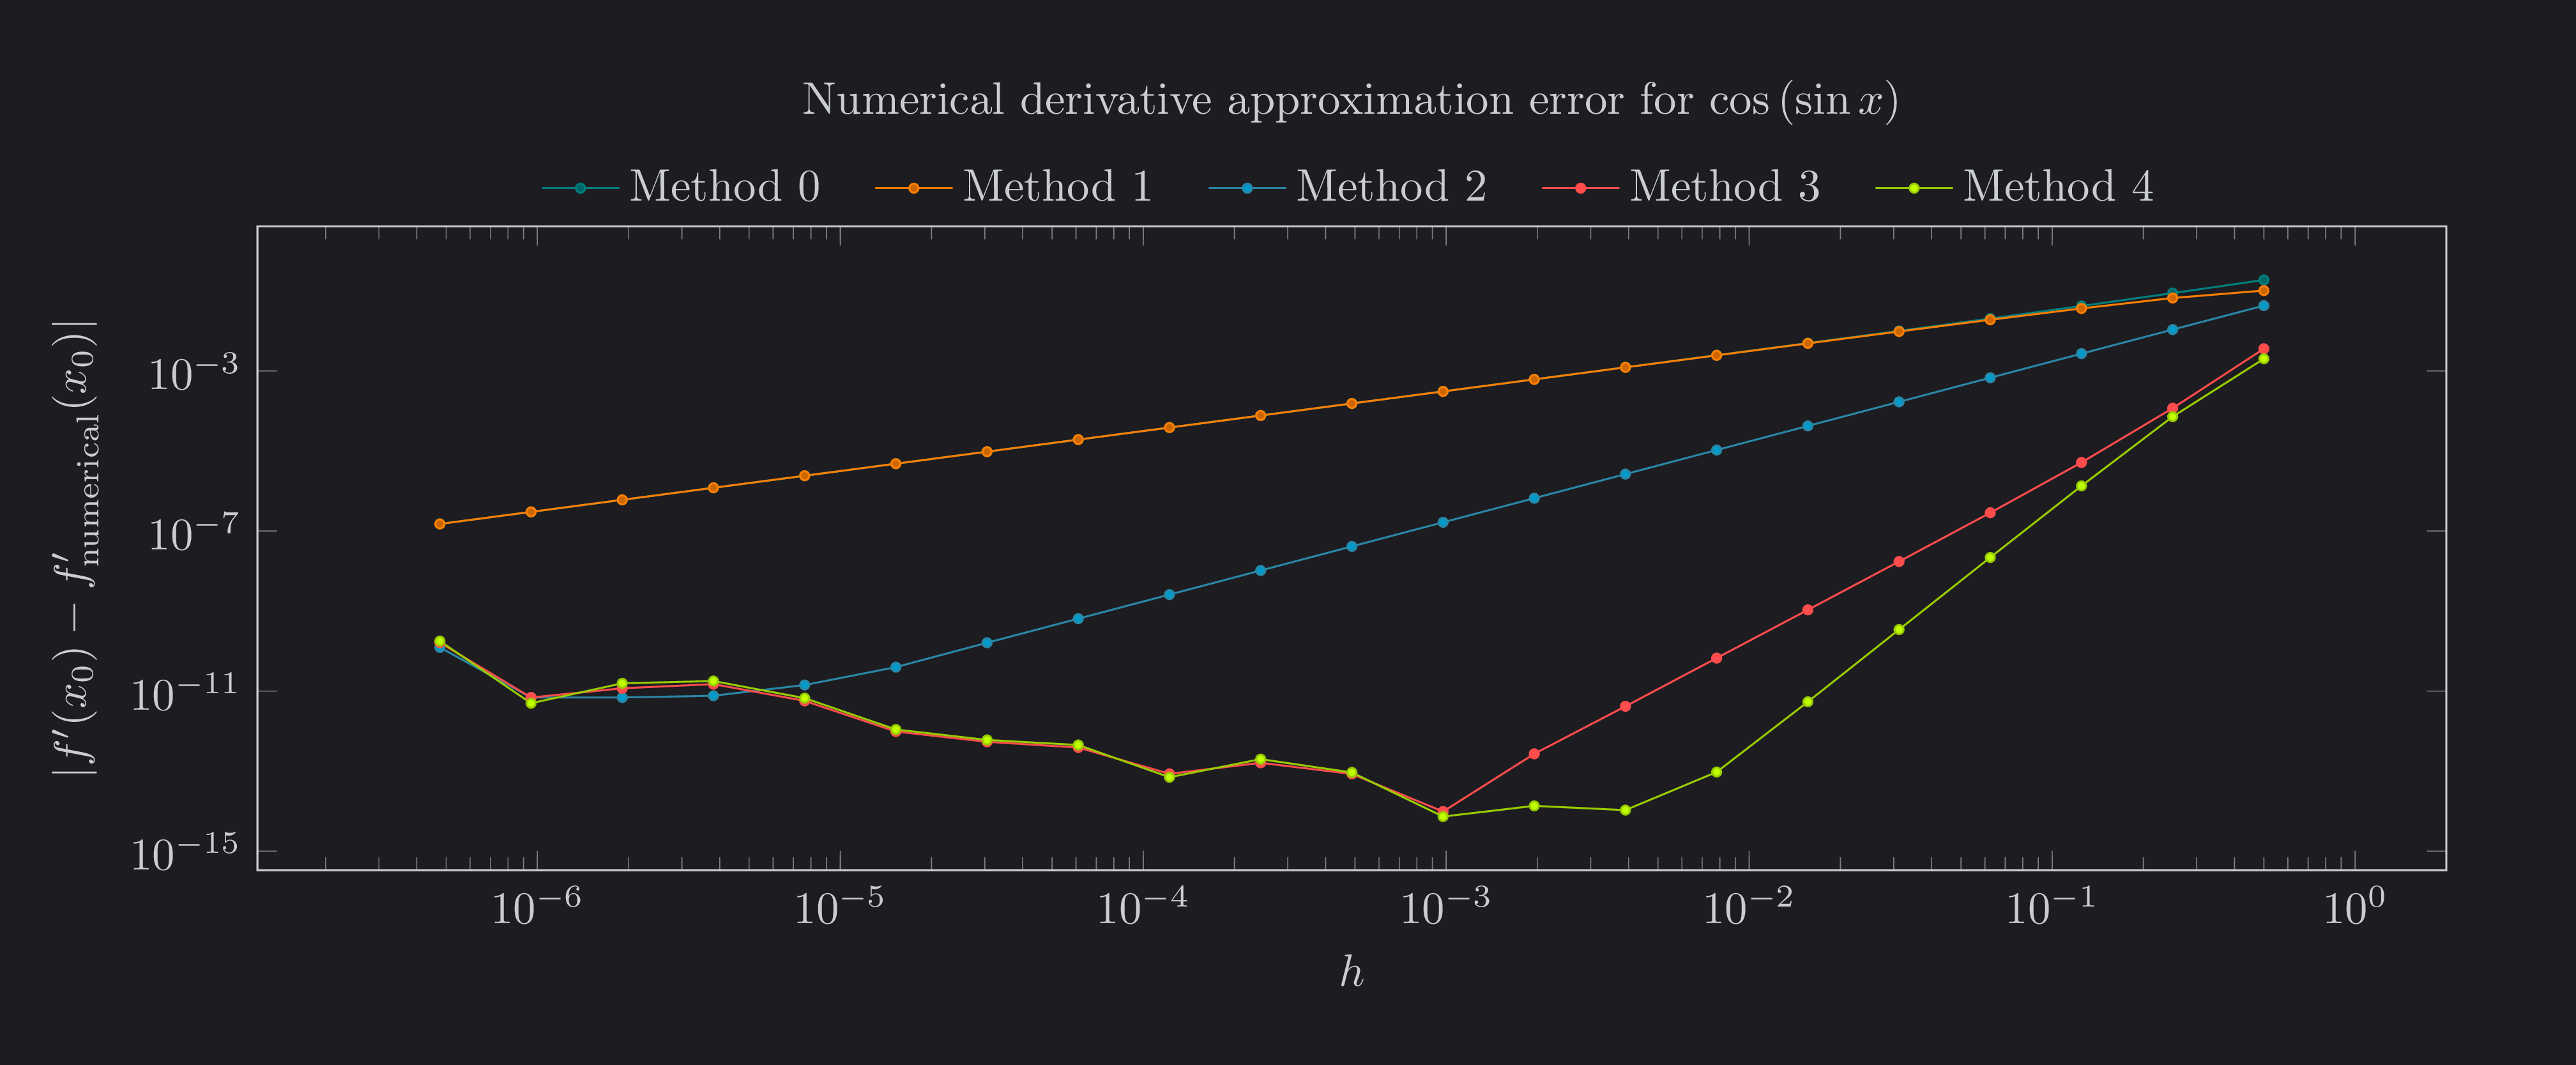 Numerical derivative approximation error for cos (sin x)
Method 0 Method 1 Method 2 Method 3 Method 4
|f′(x₀) − f′numerical(x₀)|
10⁻³
10⁻⁷
10⁻¹¹
10⁻¹⁵
10⁻⁶ 10⁻⁵ 10⁻⁴ 10⁻³ 10⁻² 10⁻¹ 10⁰
h